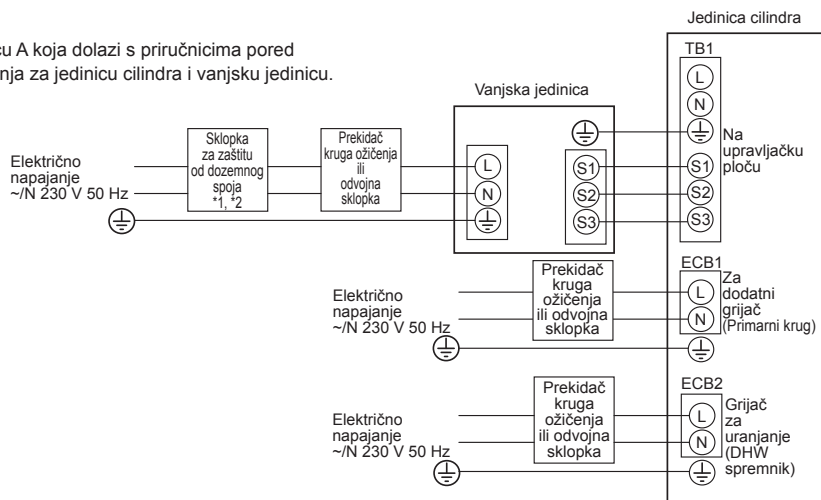 Jedinica cilindra
cu A koja dolazi s priručnicima pored
nja za jedinicu cilindra i vanjsku jedinicu.
TB1
Vanjska jedinica
L
N
Na
upravljačku
ploču
S1
S2
S3
Električno
napajanje
~/N 230 V 50 Hz
Sklopka
za zaštitu
od dozemnog
spoja
*1, *2
Prekidač
kruga ožičenja
ili
odvojna
sklopka
L
N
S1
S2
S3
ECB1
Električno
napajanje
~/N 230 V 50 Hz
Prekidač
kruga
ožičenja
ili odvojna
sklopka
L
N
Za
dodatni
grijač
(Primarni krug)
ECB2
Električno
napajanje
~/N 230 V 50 Hz
Prekidač
kruga
ožičenja
ili odvojna
sklopka
L
N
Grijač
za
uranjanje
(DHW
spremnik)